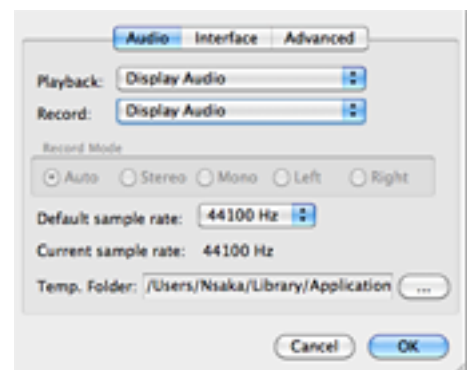 Audio Interface Advanced
Playback: Display Audio
Record: Display Audio
Record Mode
Auto Stereo Mono Left Right
Default sample rate: 44100 Hz
Current sample rate: 44100 Hz
Temp. Folder: /Users/Nsaka/Library/Application ...
Cancel OK